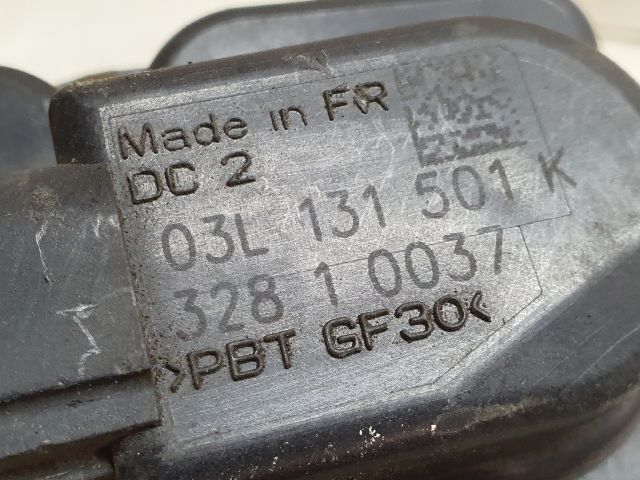 Made in FR
DC 2
03L 131 501 K
328 1 0037
>PBT GF30<